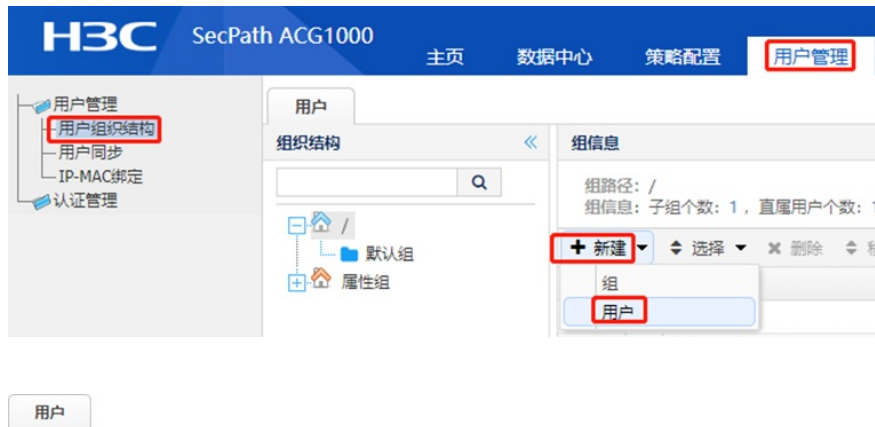 H3C SecPath ACG1000 主页 数据中心 策略配置 用户管理
用户管理
用户组织结构
用户同步
IP-MAC绑定
认证管理
用户
组织结构
/
默认组
属性组
组信息
组路径： /
组信息：子组个数：1，直属用户个数：
新建 选择 删除
组
用户
用户